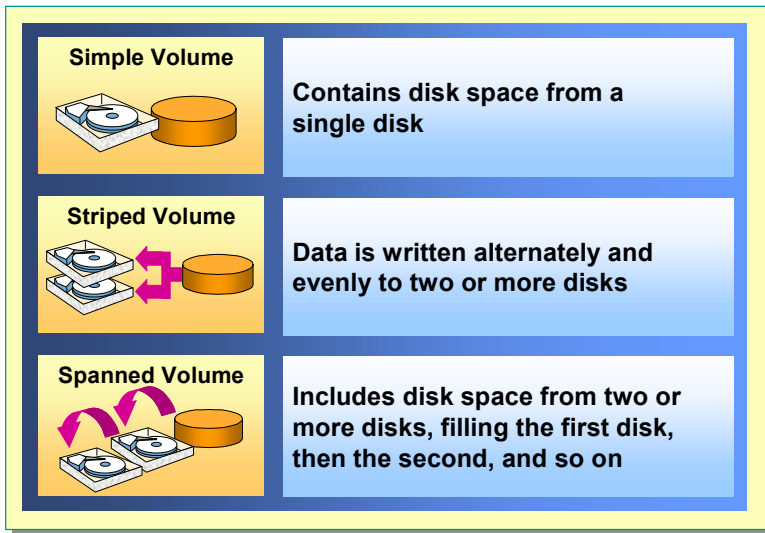 Simple Volume
Contains disk space from a
single disk
Striped Volume
Data is written alternately and
evenly to two or more disks
Spanned Volume
Includes disk space from two or
more disks, filling the first disk,
then the second, and so on